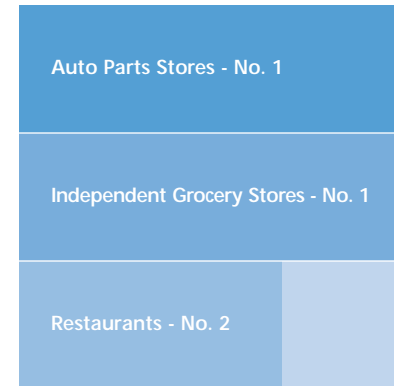 Auto Parts Stores - No. 1
Independent Grocery Stores - No. 1
Restaurants - No. 2